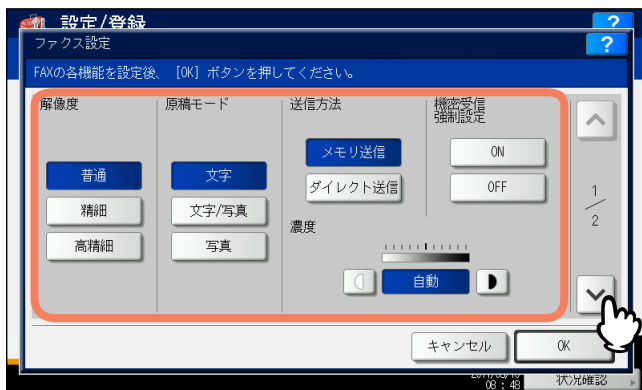 設定/登録
?
ファクス設定
?
FAXの各機能を設定後、 [OK] ボタンを押してください。
解像度
普通
精細
高精細
原稿モード
文字
文字/写真
写真
送信方法
メモリ送信
ダイレクト送信
機密受信
強制設定
ON
OFF
濃度
自動
1
2
キャンセル
OK
08:48
状況確認